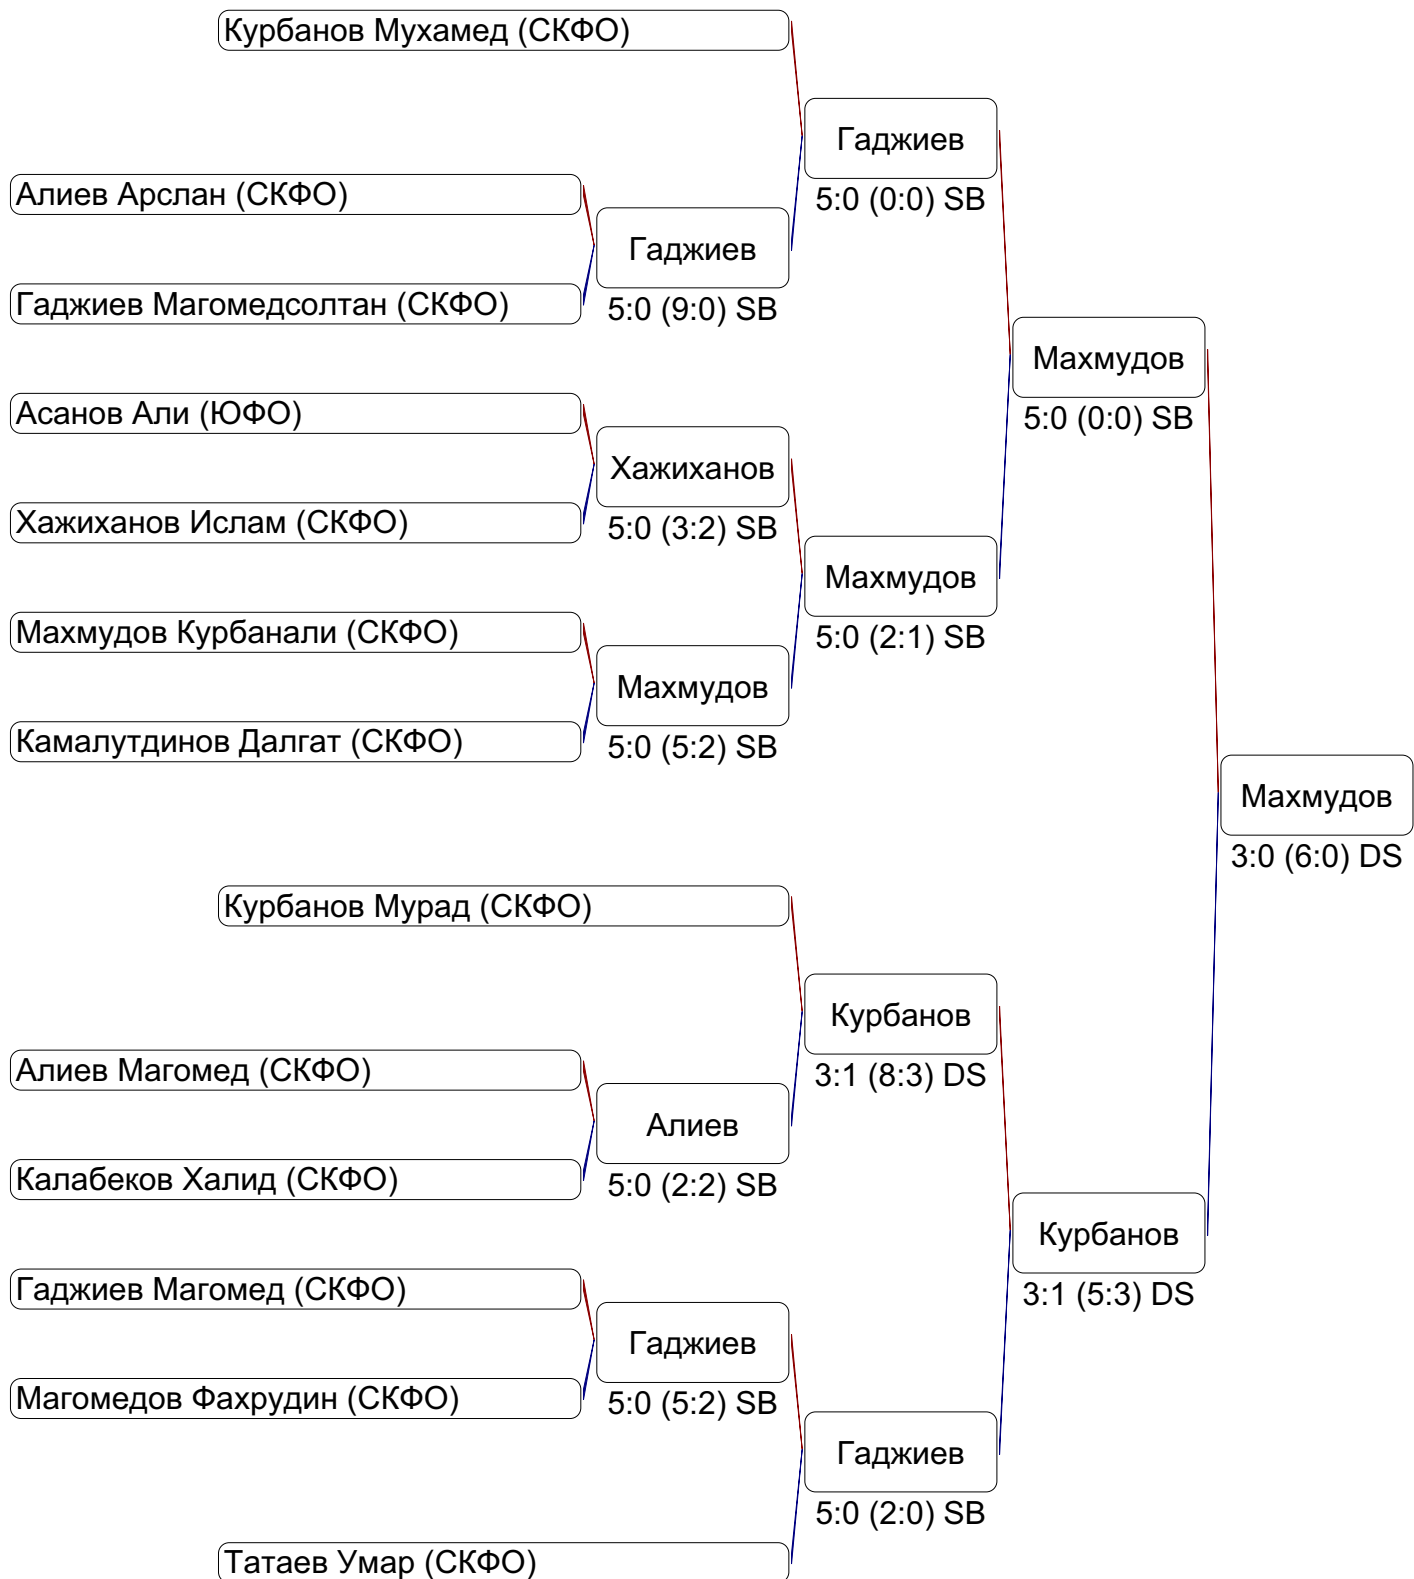 Курбанов Мухамед (СКФО)
Гаджиев
5:0 (0:0) SB
Алиев Арслан (СКФО)
Гаджиев
5:0 (9:0) SB
Гаджиев Магомедсолтан (СКФО)
Махмудов
5:0 (0:0) SB
Асанов Али (ЮФО)
Хажиханов
5:0 (3:2) SB
Хажиханов Ислам (СКФО)
Махмудов
5:0 (2:1) SB
Махмудов Курбанали (СКФО)
Махмудов
5:0 (5:2) SB
Камалутдинов Далгат (СКФО)
Махмудов
3:0 (6:0) DS
Курбанов Мурад (СКФО)
Курбанов
3:1 (8:3) DS
Алиев Магомед (СКФО)
Алиев
5:0 (2:2) SB
Калабеков Халид (СКФО)
Курбанов
3:1 (5:3) DS
Гаджиев Магомед (СКФО)
Гаджиев
5:0 (5:2) SB
Магомедов Фахрудин (СКФО)
Гаджиев
5:0 (2:0) SB
Татаев Умар (СКФО)